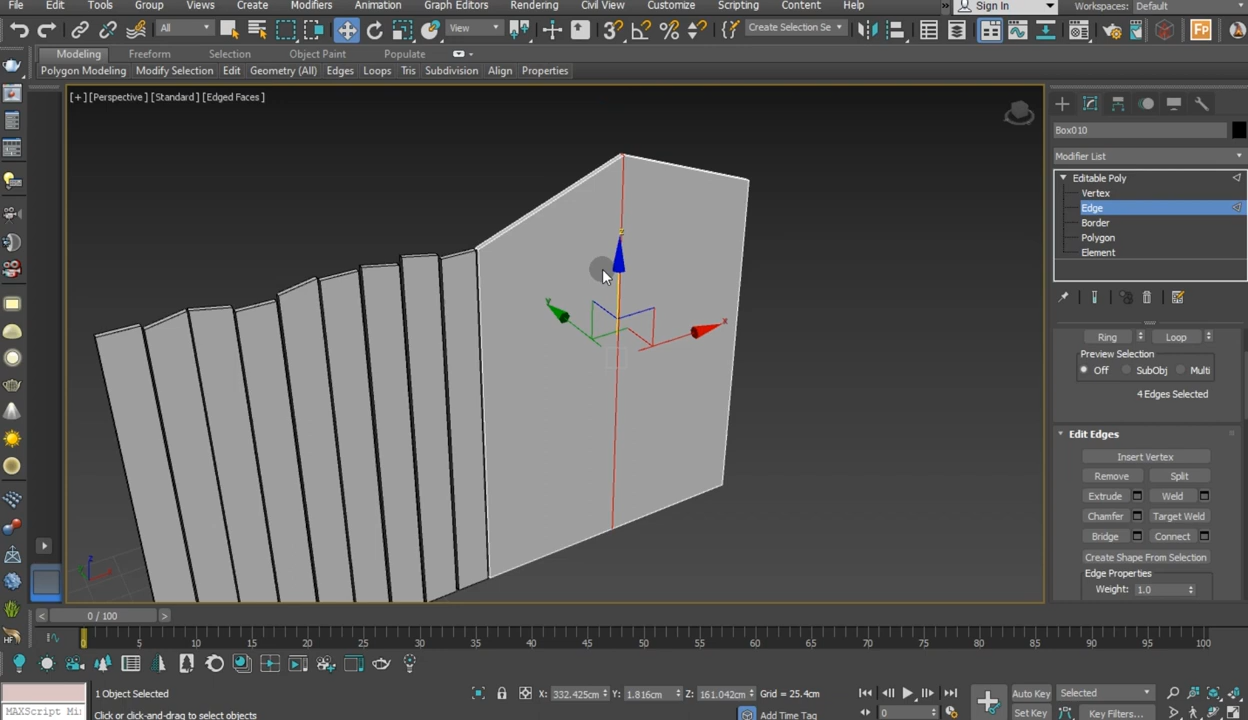 File Edit Tools Group Views Create Modifiers Animation Graph Editors Rendering Civil View Customize Scripting Content Help » Sign In Workspaces: Default
All View Create Selection Se Fp
Modeling Freeform Selection Object Paint Populate
Polygon Modeling Modify Selection Edit Geometry (All) Edges Loops Tris Subdivision Align Properties
[+] [Perspective] [Standard] [Edged Faces]
Box010
Modifier List
Editable Poly
Vertex
Edge
Border
Polygon
Element
z
y
x
Ring Loop
Preview Selection
Off SubObj Multi
4 Edges Selected
Edit Edges
Insert Vertex
Remove Split
Extrude Weld
Chamfer Target Weld
Bridge Connect
Create Shape From Selection
Edge Properties
Weight: 1.0
< 0 / 100 >
0 5 10 15 20 25 30 35 40 45 50 55 60 65 70 75 80 85 90 95 100
1 Object Selected X: 332.425cm Y: 1.816cm Z: 161.042cm Grid = 25.4cm Auto Key Selected
MAXScript Mi Click or click-and-drag to select objects Add Time Tag 0 Set Key Key Filters...